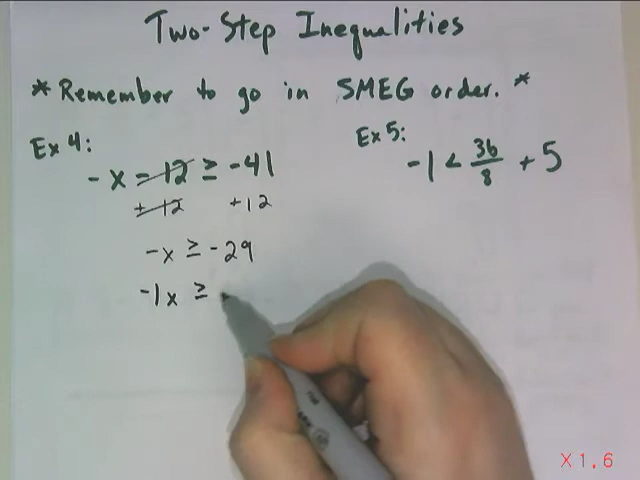 Two-Step Inequalities
* Remember to go in SMEG order. *
Ex 4:
-x - 12 ≥ -41
+ 12 +12
-x ≥ -29
-1x ≥
Ex 5:
-1 < 3b/8 + 5
X1.6